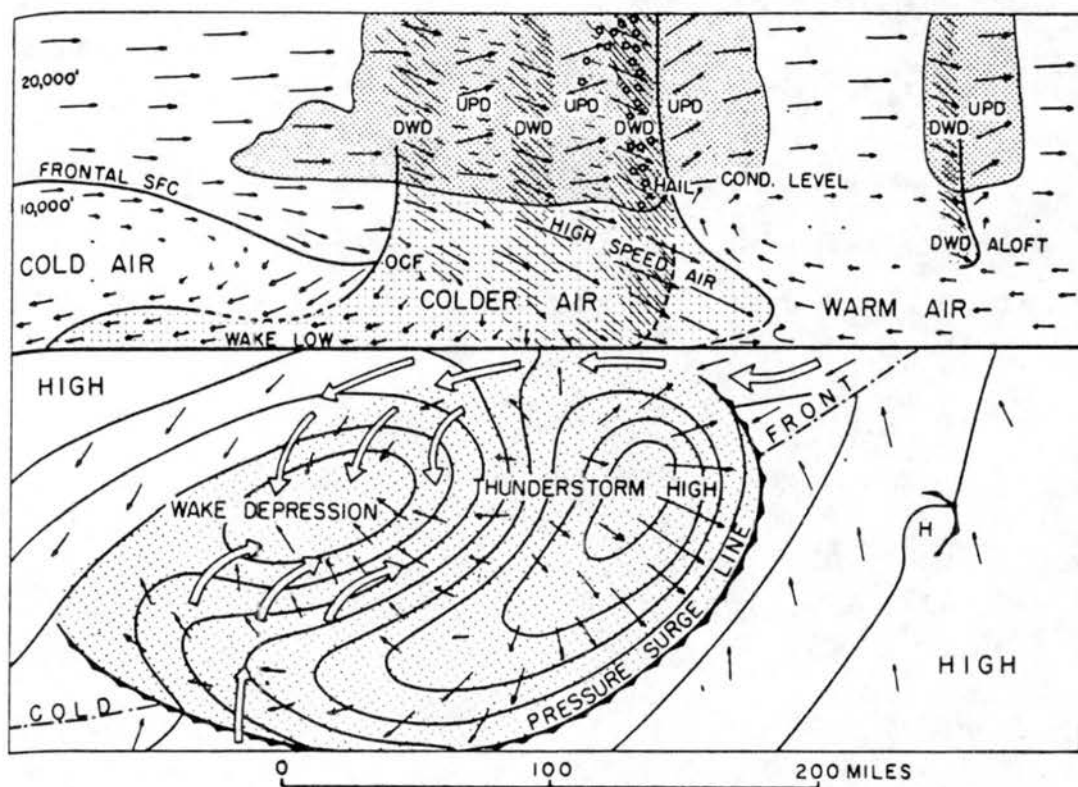 20,000'
UPD
UPD
UPD
UPD
DWD
DWD
DWD
DWD
FRONTAL SFC
HAIL
COND. LEVEL
10,000'
HIGH SPEED AIR
DWD ALOFT
COLD AIR
OCF
COLDER AIR
WARM AIR
WAKE LOW
HIGH
FRONT
THUNDERSTORM HIGH
WAKE DEPRESSION
H
PRESSURE SURGE LINE
HIGH
COLD
0
100
200 MILES